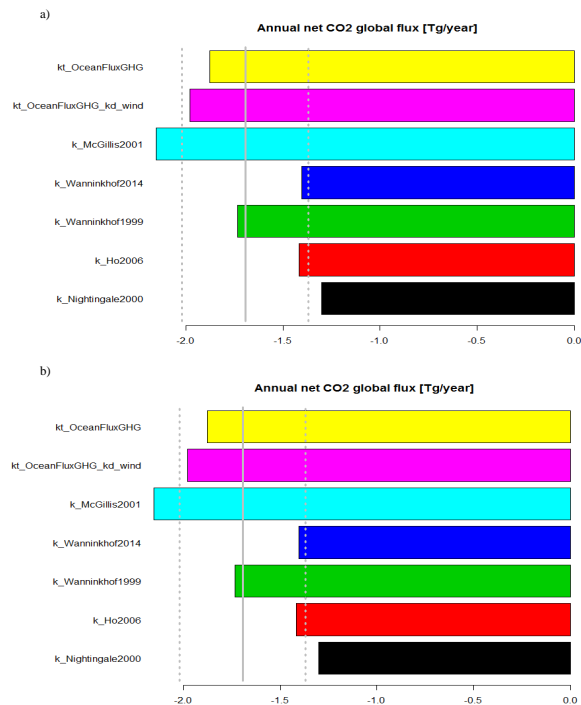 a)
Annual net CO2 global flux [Tg/year]
kt_OceanFluxGHG
kt_OceanFluxGHG_kd_wind
k_McGillis2001
k_Wanninkhof2014
k_Wanninkhof1999
k_Ho2006
k_Nightingale2000
-2.0 -1.5 -1.0 -0.5 0.0
b)
Annual net CO2 global flux [Tg/year]
kt_OceanFluxGHG
kt_OceanFluxGHG_kd_wind
k_McGillis2001
k_Wanninkhof2014
k_Wanninkhof1999
k_Ho2006
k_Nightingale2000
-2.0 -1.5 -1.0 -0.5 0.0